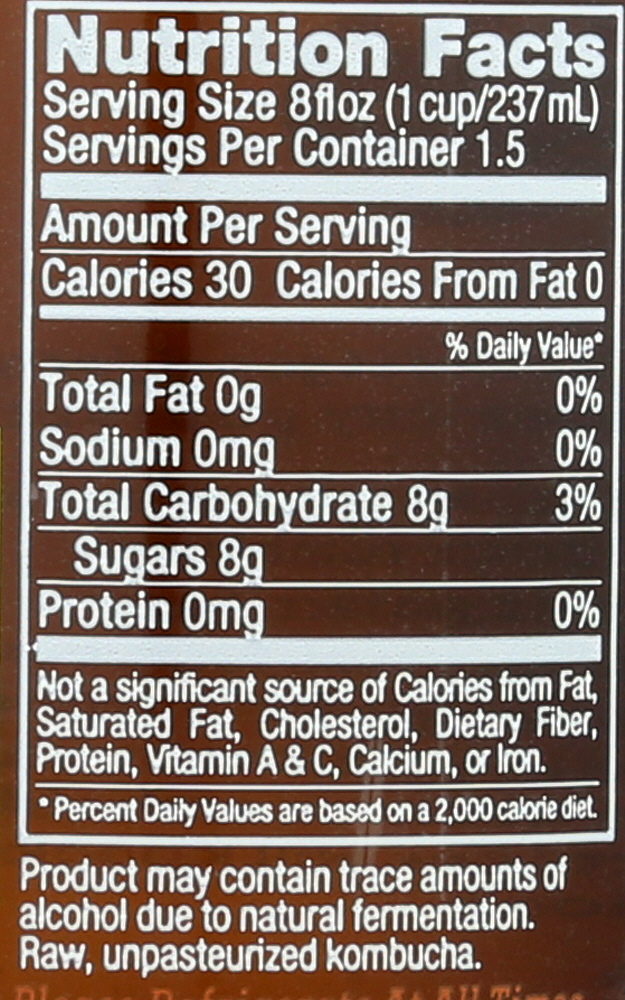 Nutrition Facts
Serving Size 8floz (1 cup/237 mL)
Servings Per Container 1.5
Amount Per Serving
Calories 30 Calories From Fat 0
% Daily Value*
Total Fat 0g 0%
Sodium 0mg 0%
Total Carbohydrate 8g 3%
Sugars 8g
Protein 0mg 0%
Not a significant source of Calories from Fat,
Saturated Fat, Cholesterol, Dietary Fiber,
Protein, Vitamin A & C, Calcium, or Iron.
* Percent Daily Values are based on a 2,000 calorie diet.
Product may contain trace amounts of
alcohol due to natural fermentation.
Raw, unpasteurized kombucha.